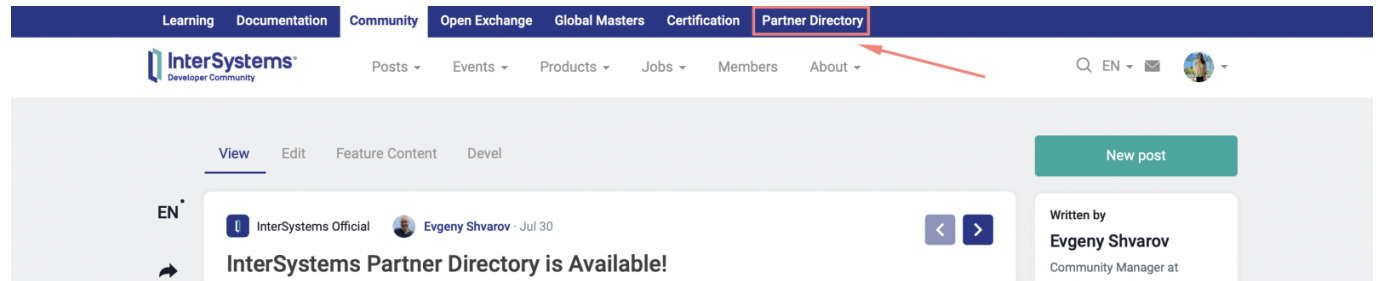 Learning Documentation Community Open Exchange Global Masters Certification Partner Directory
InterSystems®
Developer Community
Posts Events Products Jobs Members About EN
View Edit Feature Content Devel
New post
EN
InterSystems Official Evgeny Shvarov · Jul 30
InterSystems Partner Directory is Available!
Written by
Evgeny Shvarov
Community Manager at